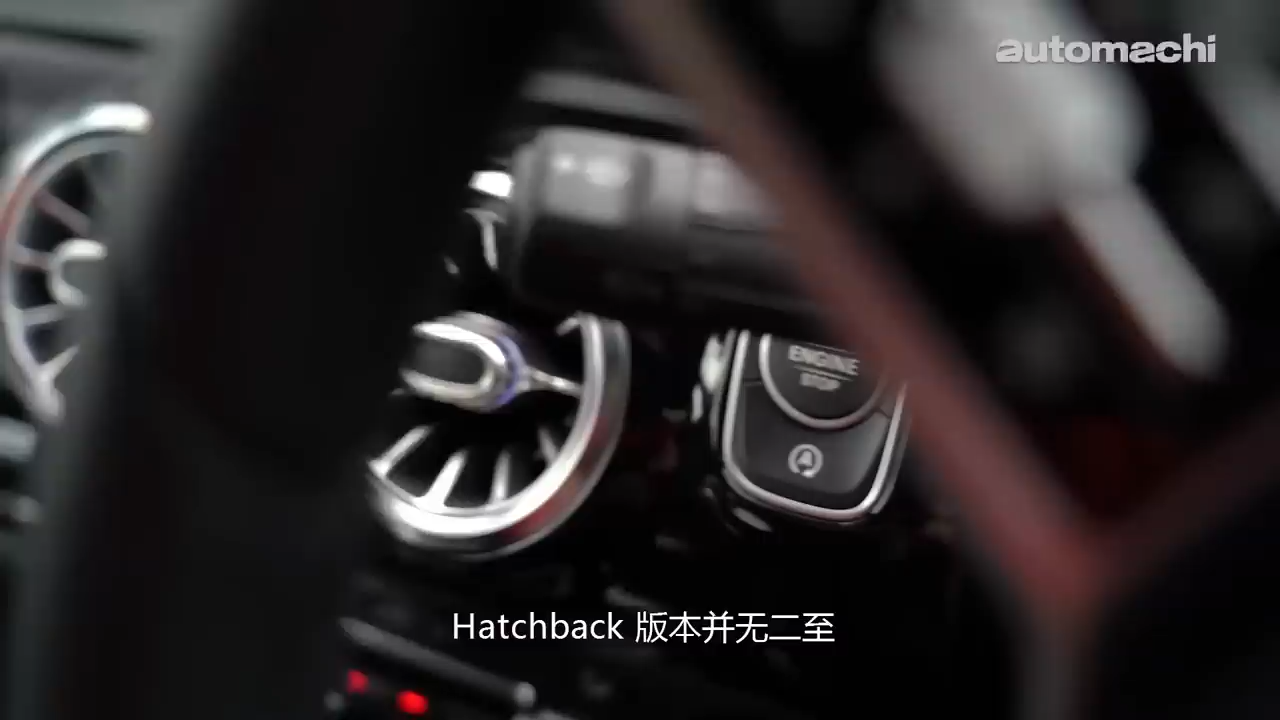 automachi
ENGINE
STOP
A
Hatchback 版本并无二至